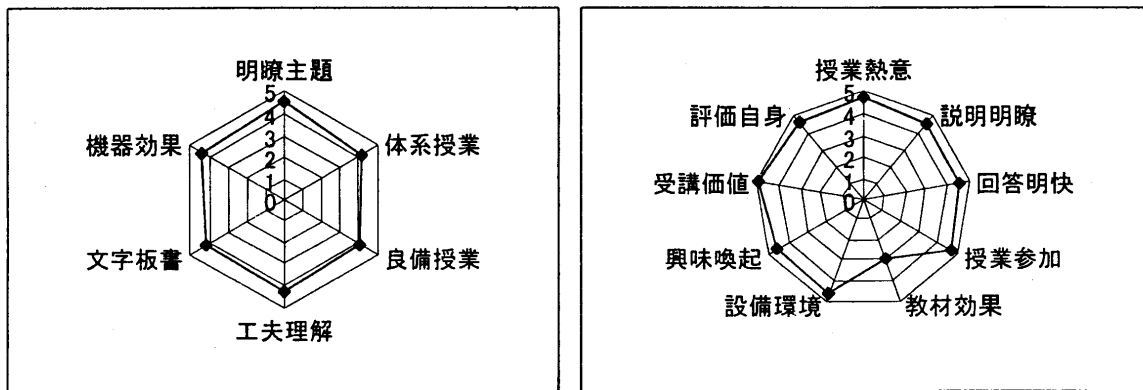 明瞭主題
5
4
3
2
1
0
体系授業
良備授業
工夫理解
文字板書
機器効果
授業熱意
5
4
3
2
1
0
説明明瞭
回答明快
授業参加
教材効果
設備環境
興味喚起
受講価値
評価自身